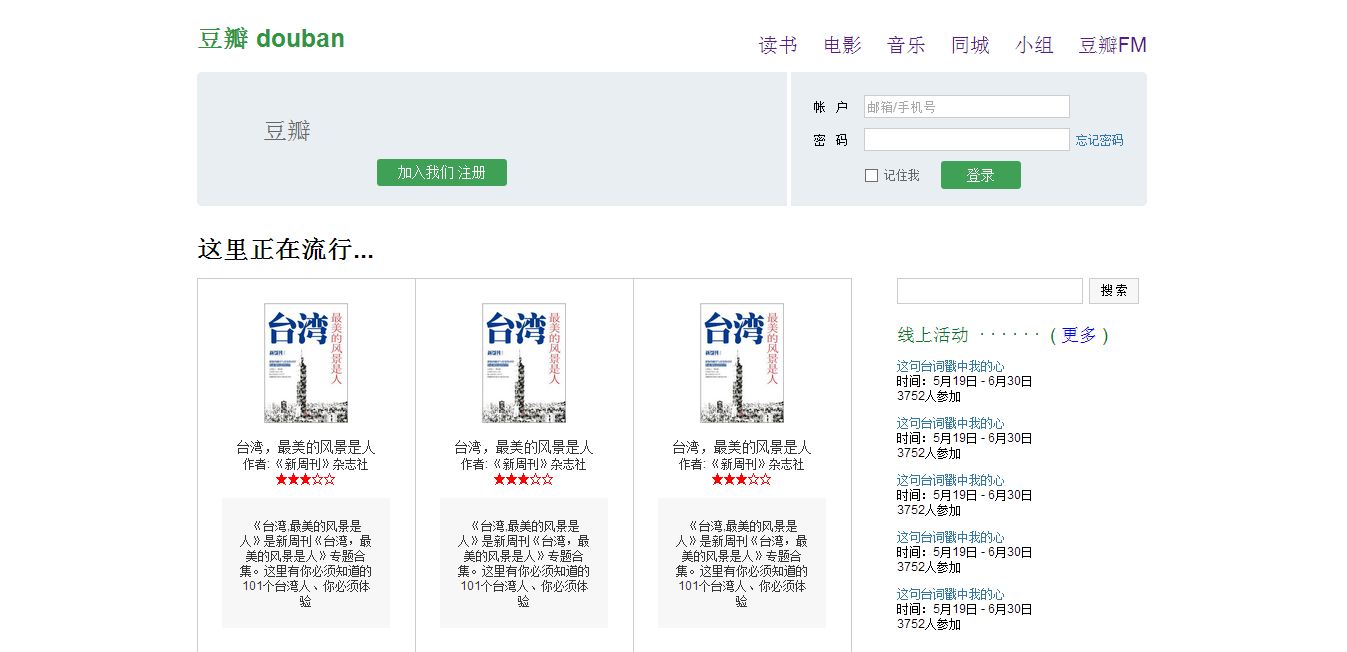 豆瓣 douban
读书 电影 音乐 同城 小组 豆瓣FM
豆瓣
加入我们 注册
帐 户 邮箱/手机号
密 码 忘记密码
记住我 登录
这里正在流行...
台湾
最美的风景是人
台湾，最美的风景是人
作者:《新周刊》杂志社
★★★☆☆
《台湾,最美的风景是
人》是新周刊《台湾，最
美的风景是人》专题合
集。这里有你必须知道的
101个台湾人、你必须体
验
台湾
最美的风景是人
台湾，最美的风景是人
作者:《新周刊》杂志社
★★★☆☆
《台湾,最美的风景是
人》是新周刊《台湾，最
美的风景是人》专题合
集。这里有你必须知道的
101个台湾人、你必须体
验
台湾
最美的风景是人
台湾，最美的风景是人
作者:《新周刊》杂志社
★★★☆☆
《台湾,最美的风景是
人》是新周刊《台湾，最
美的风景是人》专题合
集。这里有你必须知道的
101个台湾人、你必须体
验
搜索
线上活动 · · · · · · ( 更多 )
这句台词戳中我的心
时间：5月19日 - 6月30日
3752人参加
这句台词戳中我的心
时间：5月19日 - 6月30日
3752人参加
这句台词戳中我的心
时间：5月19日 - 6月30日
3752人参加
这句台词戳中我的心
时间：5月19日 - 6月30日
3752人参加
这句台词戳中我的心
时间：5月19日 - 6月30日
3752人参加